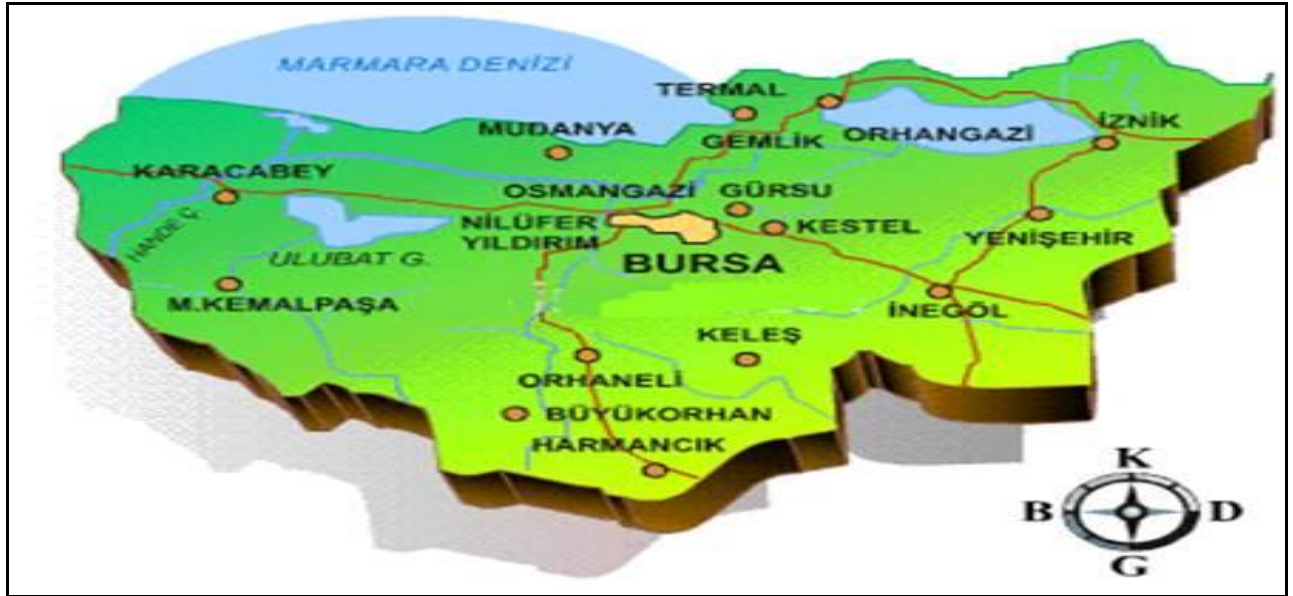 MARMARA DENİZİ
TERMAL
MUDANYA
GEMLİK
ORHANGAZİ
İZNİK
KARACABEY
OSMANGAZİ
GÜRSU
HANDE Ç.
NİLÜFER
YILDIRIM
KESTEL
YENİŞEHİR
ULUBAT G.
BURSA
M.KEMALPAŞA
İNEGÖL
KELEŞ
ORHANELİ
BÜYÜKORHAN
HARMANCIK
K
B
D
G